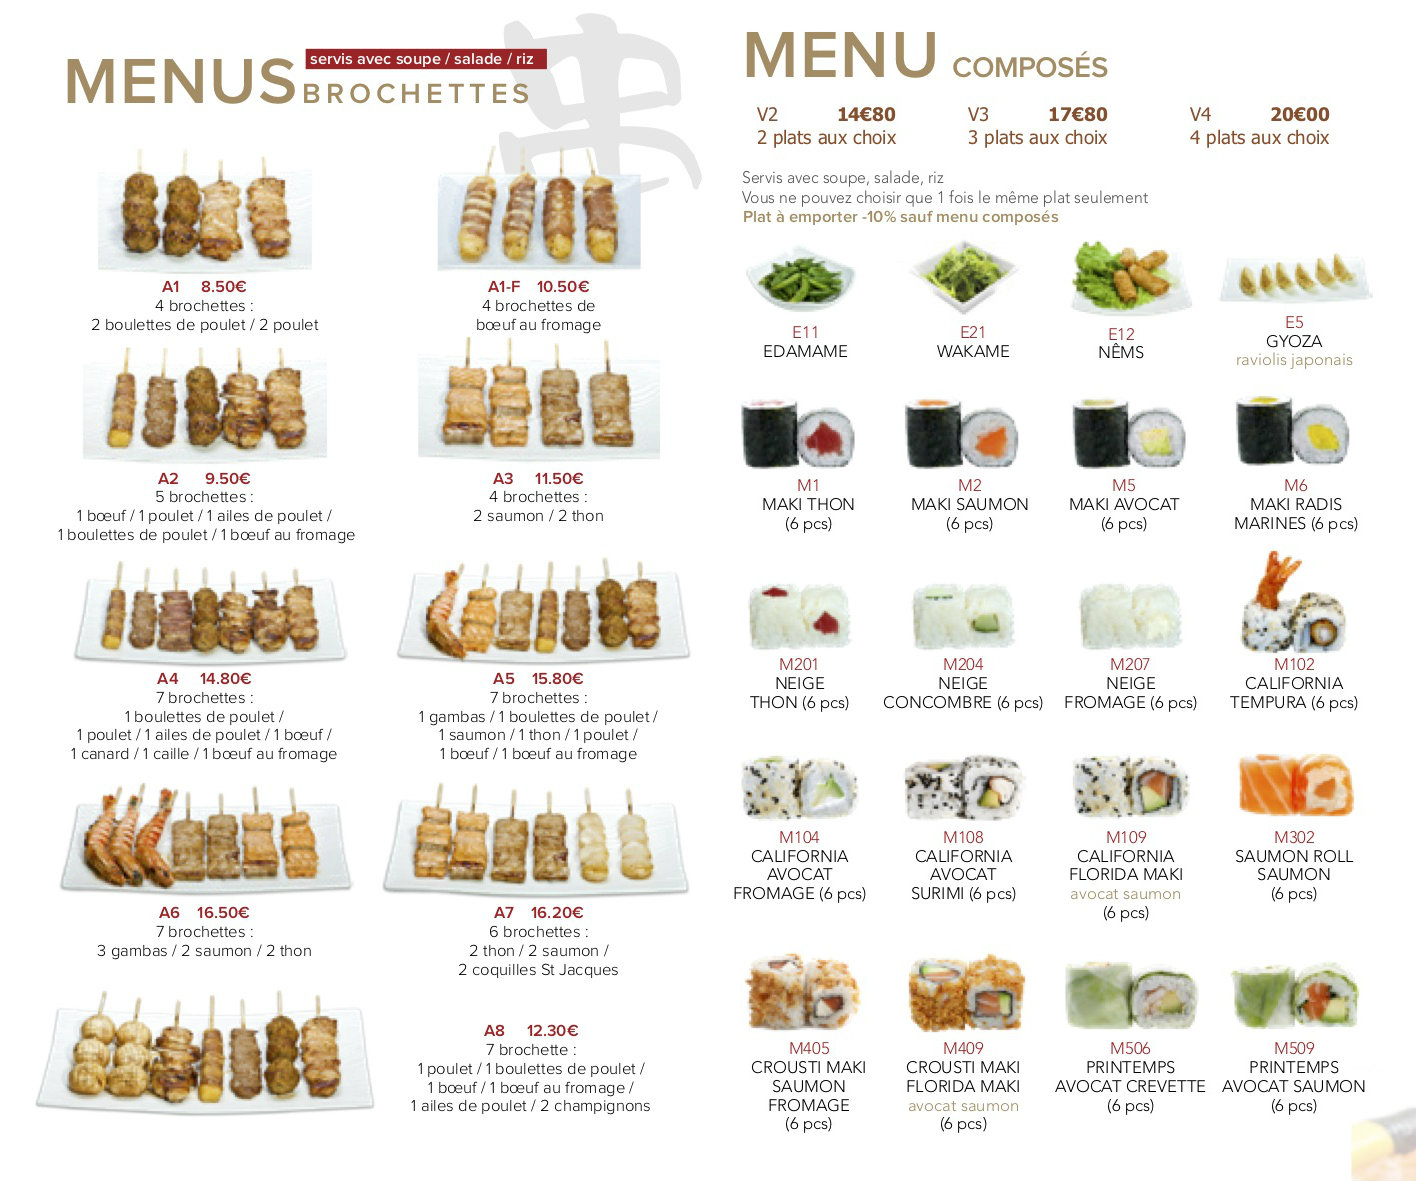 MENUS
servis avec soupe / salade / riz
BROCHETTES
串
A1 8.50€
4 brochettes :
2 boulettes de poulet / 2 poulet
A1-F 10.50€
4 brochettes de
bœuf au fromage
A2 9.50€
5 brochettes :
1 bœuf / 1 poulet / 1 ailes de poulet /
1 boulettes de poulet / 1 bœuf au fromage
A3 11.50€
4 brochettes :
2 saumon / 2 thon
A4 14.80€
7 brochettes :
1 boulettes de poulet /
1 poulet / 1 ailes de poulet / 1 bœuf /
1 canard / 1 caille / 1 bœuf au fromage
A5 15.80€
7 brochettes :
1 gambas / 1 boulettes de poulet /
1 saumon / 1 thon / 1 poulet /
1 bœuf / 1 bœuf au fromage
A6 16.50€
7 brochettes :
3 gambas / 2 saumon / 2 thon
A7 16.20€
6 brochettes :
2 thon / 2 saumon /
2 coquilles St Jacques
A8 12.30€
7 brochette :
1 poulet / 1 boulettes de poulet /
1 bœuf / 1 bœuf au fromage /
1 ailes de poulet / 2 champignons
MENU COMPOSÉS
V2 14€80
2 plats aux choix
V3 17€80
3 plats aux choix
V4 20€00
4 plats aux choix
Servis avec soupe, salade, riz
Vous ne pouvez choisir que 1 fois le même plat seulement
Plat à emporter -10% sauf menu composés
E11
EDAMAME
E21
WAKAME
E12
NÊMS
E5
GYOZA
raviolis japonais
M1
MAKI THON
(6 pcs)
M2
MAKI SAUMON
(6 pcs)
M5
MAKI AVOCAT
(6 pcs)
M6
MAKI RADIS
MARINES (6 pcs)
M201
NEIGE
THON (6 pcs)
M204
NEIGE
CONCOMBRE (6 pcs)
M207
NEIGE
FROMAGE (6 pcs)
M102
CALIFORNIA
TEMPURA (6 pcs)
M104
CALIFORNIA
AVOCAT
FROMAGE (6 pcs)
M108
CALIFORNIA
AVOCAT
SURIMI (6 pcs)
M109
CALIFORNIA
FLORIDA MAKI
avocat saumon
(6 pcs)
M302
SAUMON ROLL
SAUMON
(6 pcs)
M405
CROUSTI MAKI
SAUMON
FROMAGE
(6 pcs)
M409
CROUSTI MAKI
FLORIDA MAKI
avocat saumon
(6 pcs)
M506
PRINTEMPS
AVOCAT CREVETTE
(6 pcs)
M509
PRINTEMPS
AVOCAT SAUMON
(6 pcs)